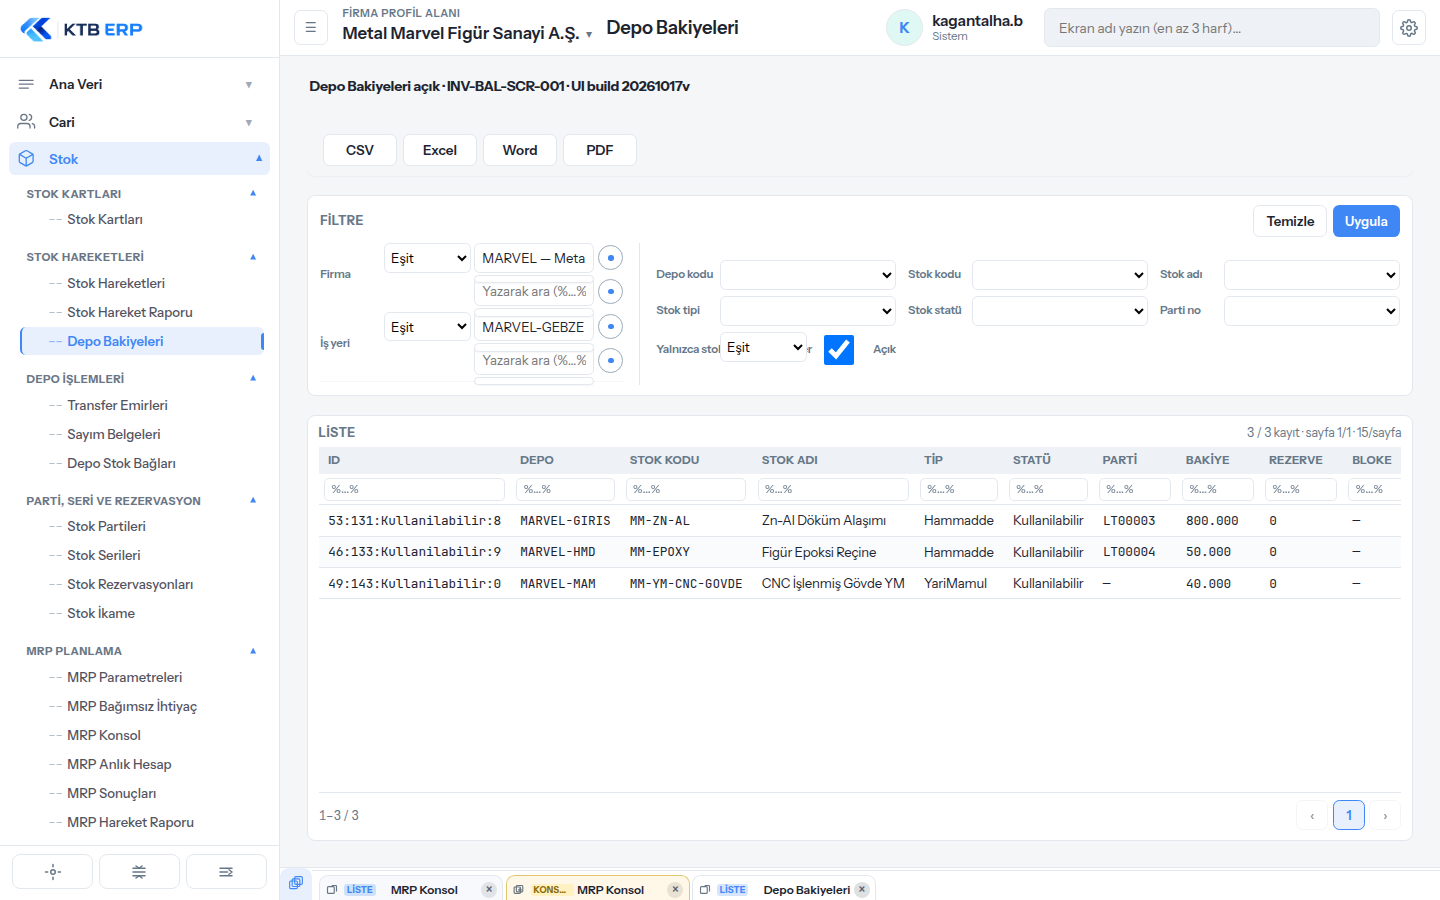 KTB ERP
Ana Veri
Cari
Stok
STOK KARTLARI
Stok Kartları
STOK HAREKETLERİ
Stok Hareketleri
Stok Hareket Raporu
Depo Bakiyeleri
DEPO İŞLEMLERİ
Transfer Emirleri
Sayım Belgeleri
Depo Stok Bağları
PARTİ, SERİ VE REZERVASYON
Stok Partileri
Stok Serileri
Stok Rezervasyonları
Stok İkame
MRP PLANLAMA
MRP Parametreleri
MRP Bağımsız İhtiyaç
MRP Konsol
MRP Anlık Hesap
MRP Sonuçları
MRP Hareket Raporu
FİRMA PROFİL ALANI
Metal Marvel Figür Sanayi A.Ş.
Depo Bakiyeleri
K
kagantalha.b
Sistem
Ekran adı yazın (en az 3 harf)...
Depo Bakiyeleri açık · INV-BAL-SCR-001 · UI build 20261017v
CSV Excel Word PDF
FİLTRE
Temizle Uygula
Firma Eşit MARVEL — Meta
Yazarak ara (%...%
İş yeri Eşit MARVEL-GEBZE
Yazarak ara (%...%
Depo kodu Stok kodu Stok adı
Stok tipi Stok statü Parti no
Yalnızca stol Eşit r Açık
LİSTE
3 / 3 kayıt · sayfa 1/1 · 15/sayfa
ID DEPO STOK KODU STOK ADI TİP STATÜ PARTİ BAKİYE REZERVE BLOKE
%...% %...% %...% %...% %...% %...% %...% %...% %...% %...%
53:131:Kullanilabilir:8 MARVEL-GIRIS MM-ZN-AL Zn-Al Döküm Alaşımı Hammadde Kullanilabilir LT00003 800.000 0 —
46:133:Kullanilabilir:9 MARVEL-HMD MM-EPOXY Figür Epoksi Reçine Hammadde Kullanilabilir LT00004 50.000 0 —
49:143:Kullanilabilir:0 MARVEL-MAM MM-YM-CNC-GOVDE CNC İşlenmiş Gövde YM YariMamul Kullanilabilir — 40.000 0 —
1–3 / 3
‹ 1 ›
LİSTE MRP Konsol ×
KONS... MRP Konsol ×
LİSTE Depo Bakiyeleri ×